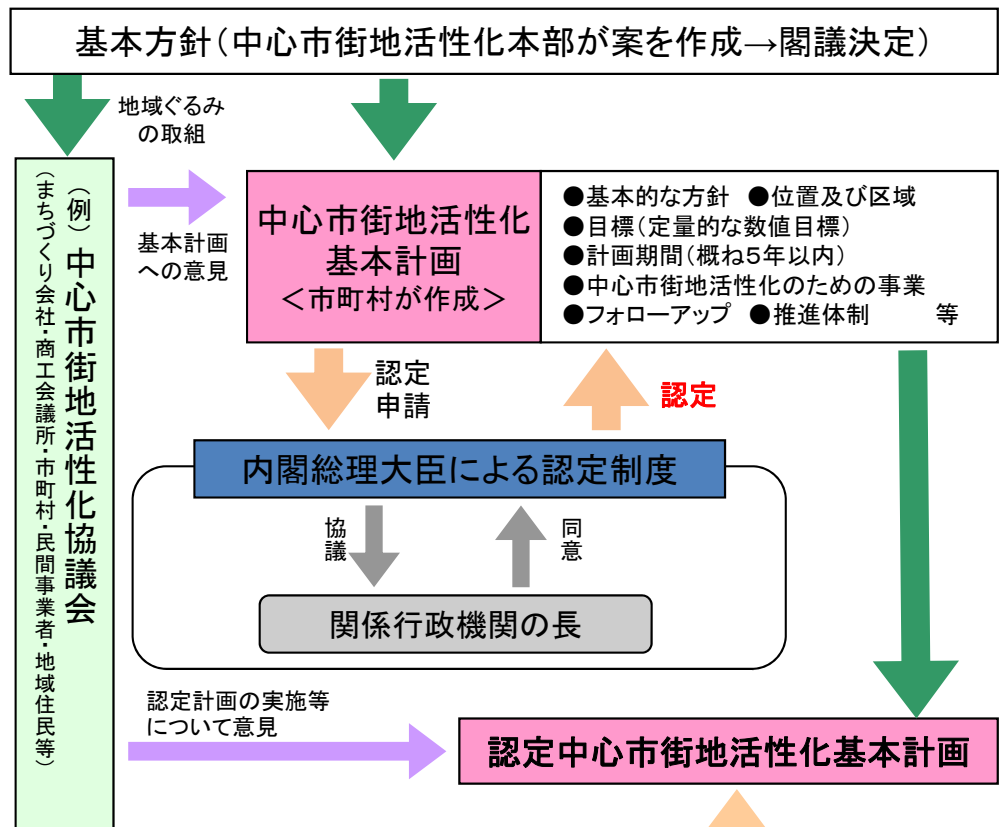 基本方針(中心市街地活性化本部が案を作成→閣議決定)
地域ぐるみ
の取組
基本計画
への意見
中心市街地活性化協議会
(例)
(まちづくり会社・商工会議所・市町村・民間事業者・地域住民等)
中心市街地活性化
基本計画
<市町村が作成>
●基本的な方針 ●位置及び区域
●目標(定量的な数値目標)
●計画期間(概ね5年以内)
●中心市街地活性化のための事業
●フォローアップ ●推進体制 等
認定
申請
認定
内閣総理大臣による認定制度
協議
同意
関係行政機関の長
認定計画の実施等
について意見
認定中心市街地活性化基本計画